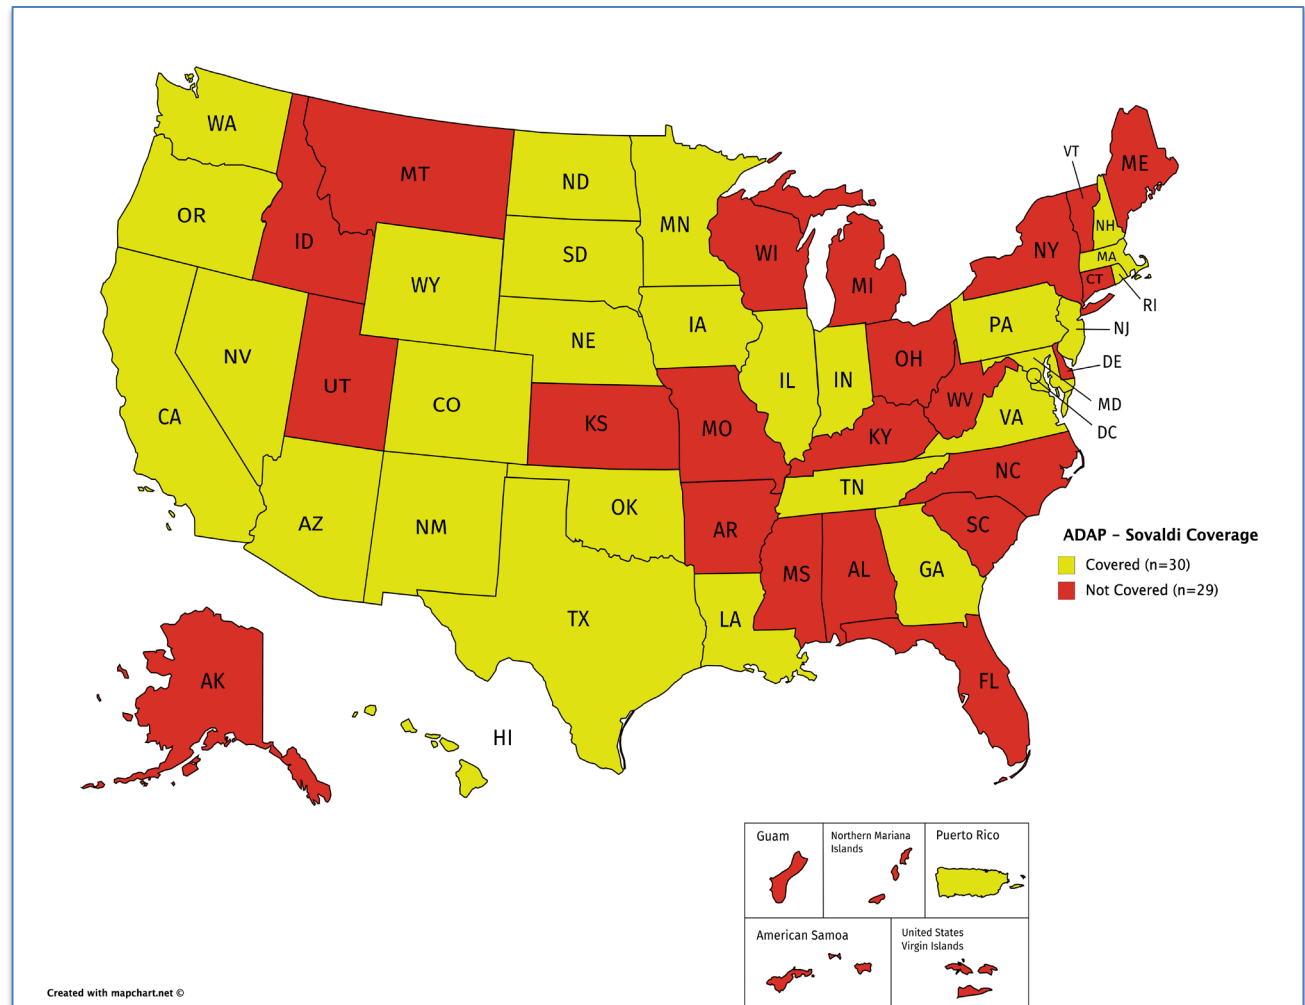 WA
MT
ND
MN
VT
ME
OR
ID
SD
WI
MI
NY
NH
MA
CT
RI
WY
NE
IA
PA
NJ
NV
UT
CO
IL
IN
OH
DE
WV
MD
VA
DC
CA
KS
MO
KY
NC
TN
AZ
NM
OK
AR
SC
MS
AL
GA
TX
LA
FL
AK
HI
ADAP – Sovaldi Coverage
Covered (n=30)
Not Covered (n=29)
Guam
Northern Mariana
Islands
Puerto Rico
American Samoa
United States
Virgin Islands
Created with mapchart.net ©